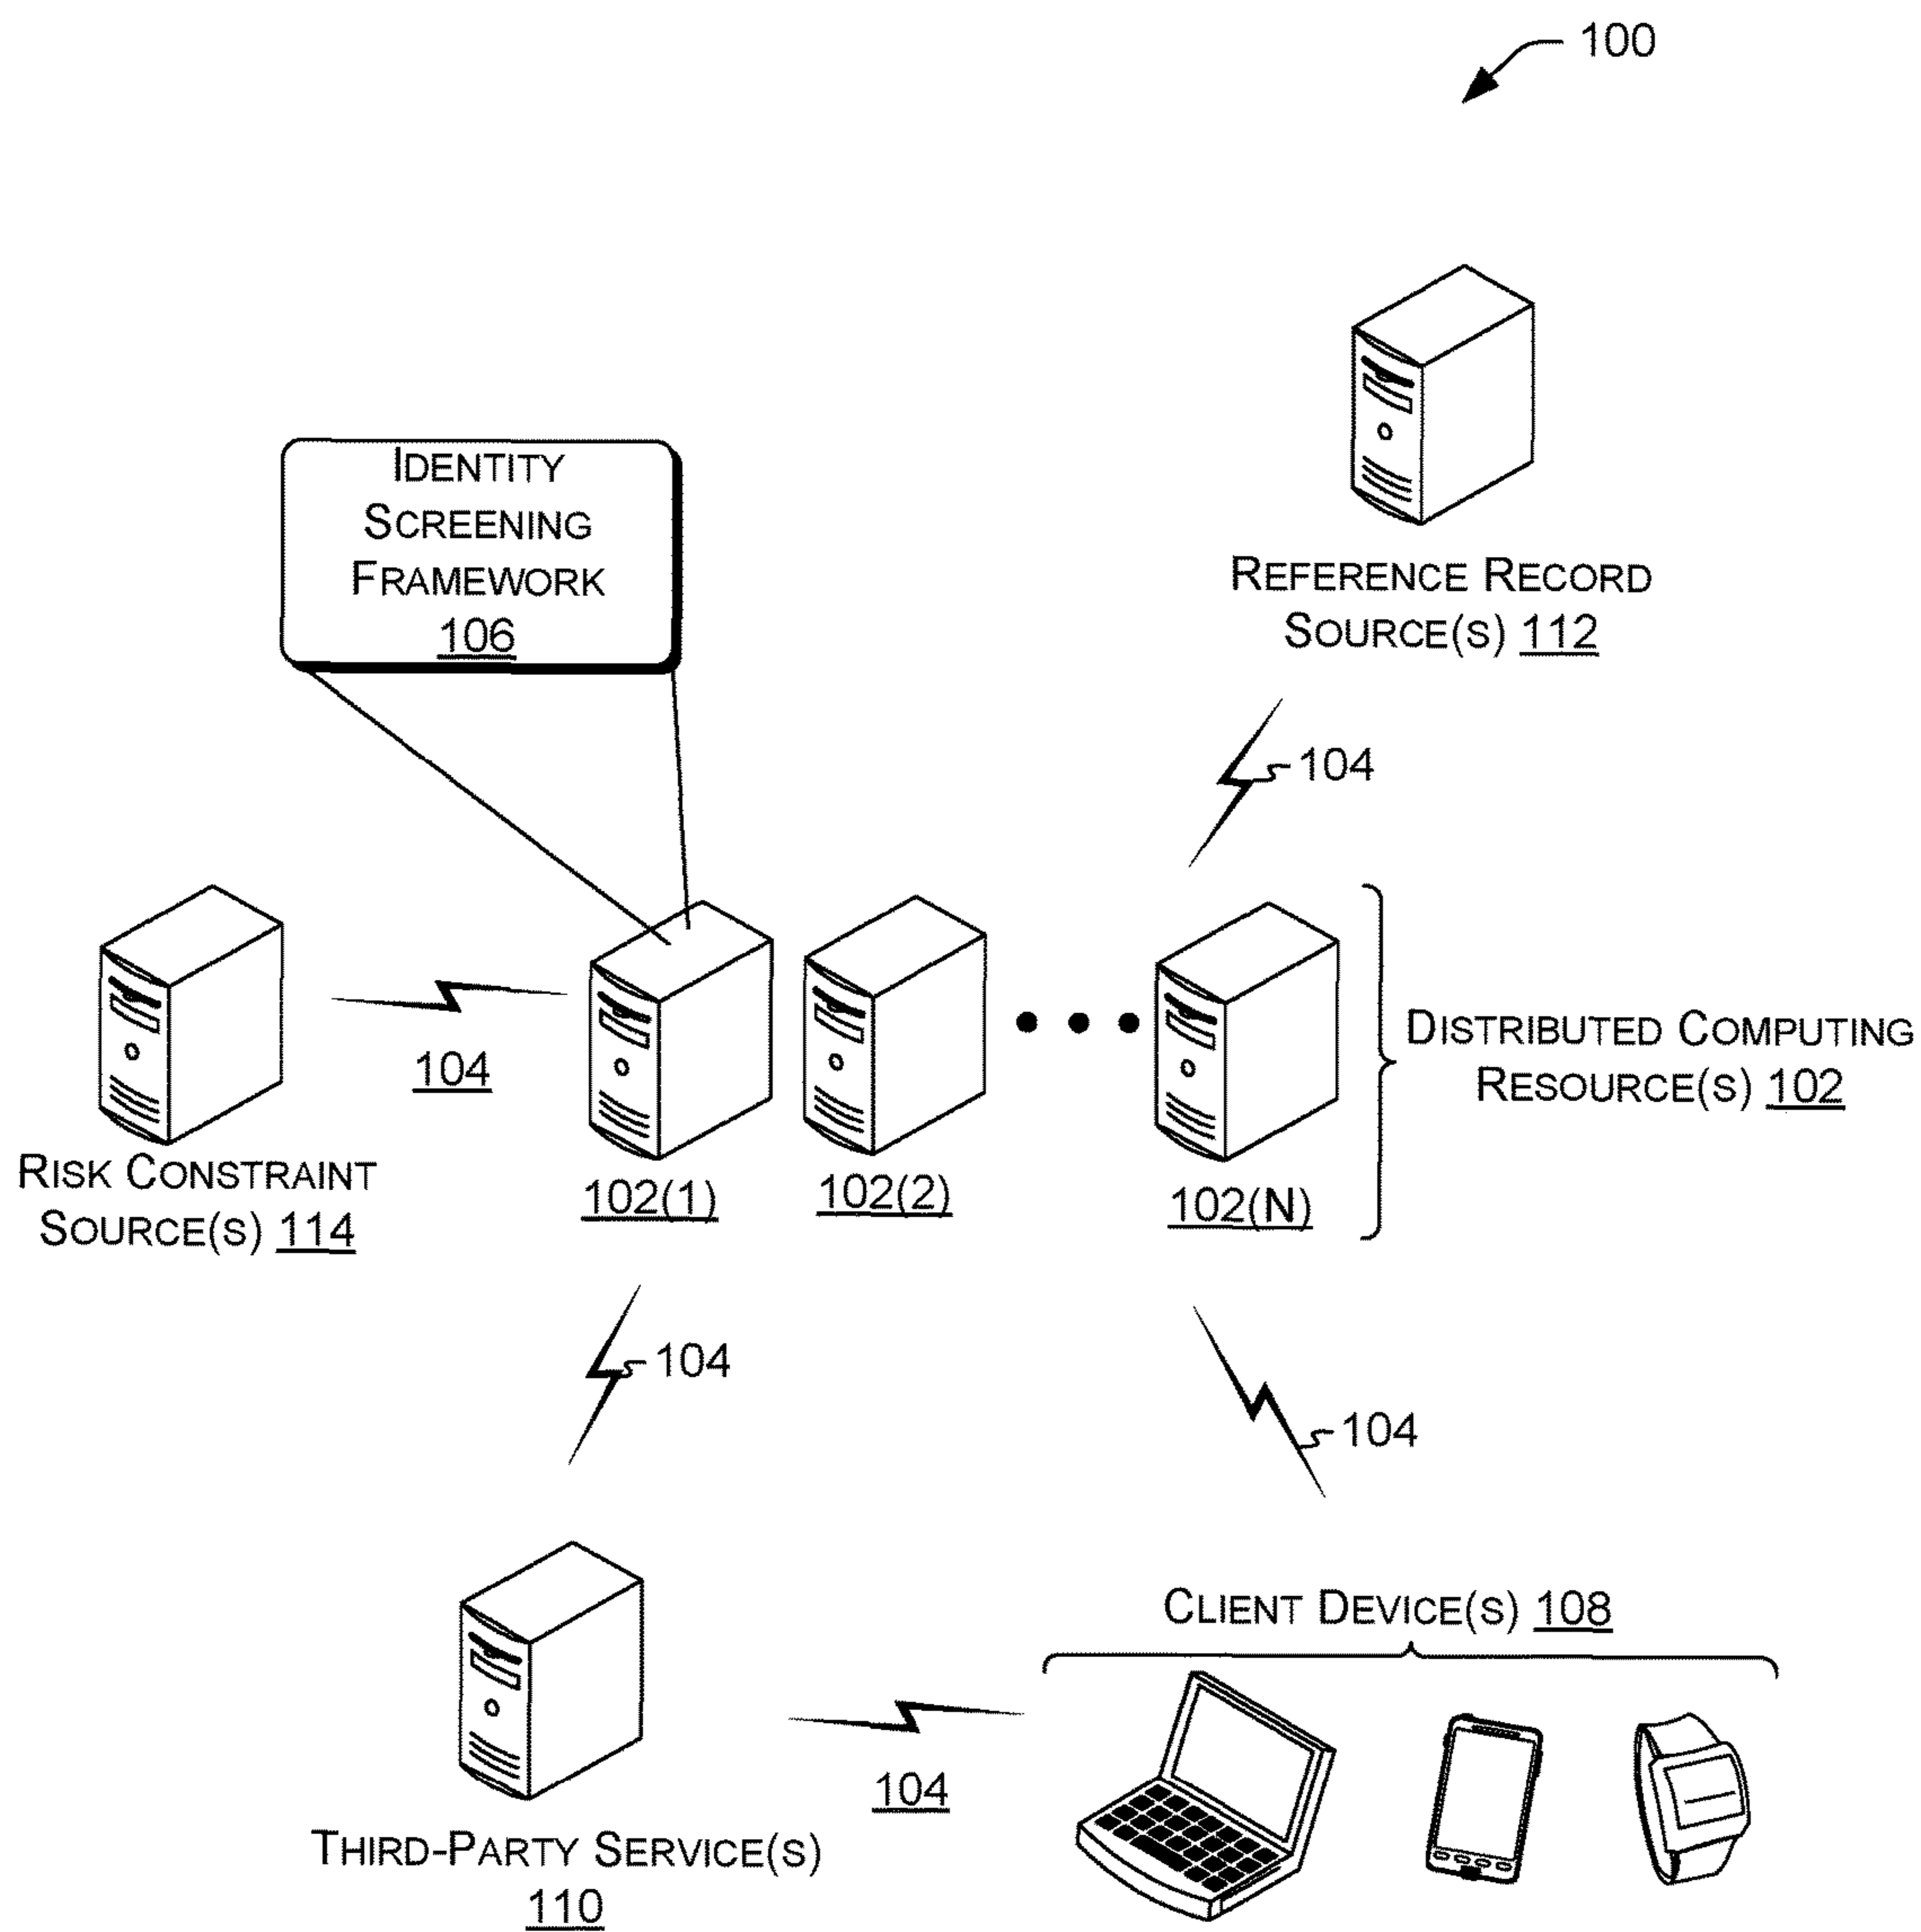 100
IDENTITY
SCREENING
FRAMEWORK
106
REFERENCE RECORD
SOURCE(S) 112
104
DISTRIBUTED COMPUTING
RESOURCE(S) 102
104
RISK CONSTRAINT
SOURCE(S) 114
102(1)
102(2)
102(N)
104
104
CLIENT DEVICE(S) 108
104
THIRD-PARTY SERVICE(S)
110